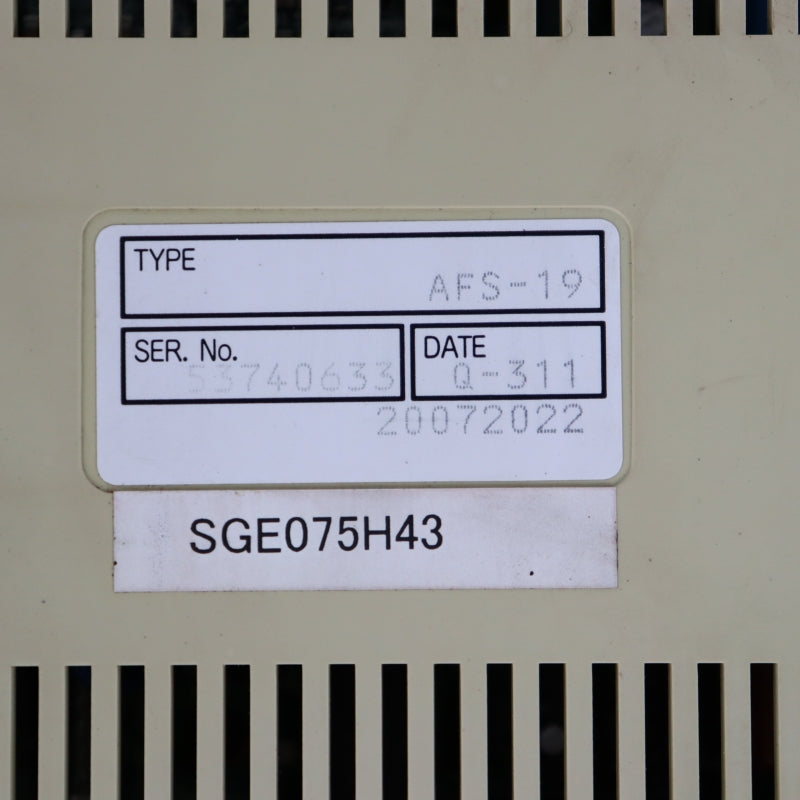 TYPE
AFS-19
SER. No.
53740633
DATE
Q-311
20072022
SGE075H43